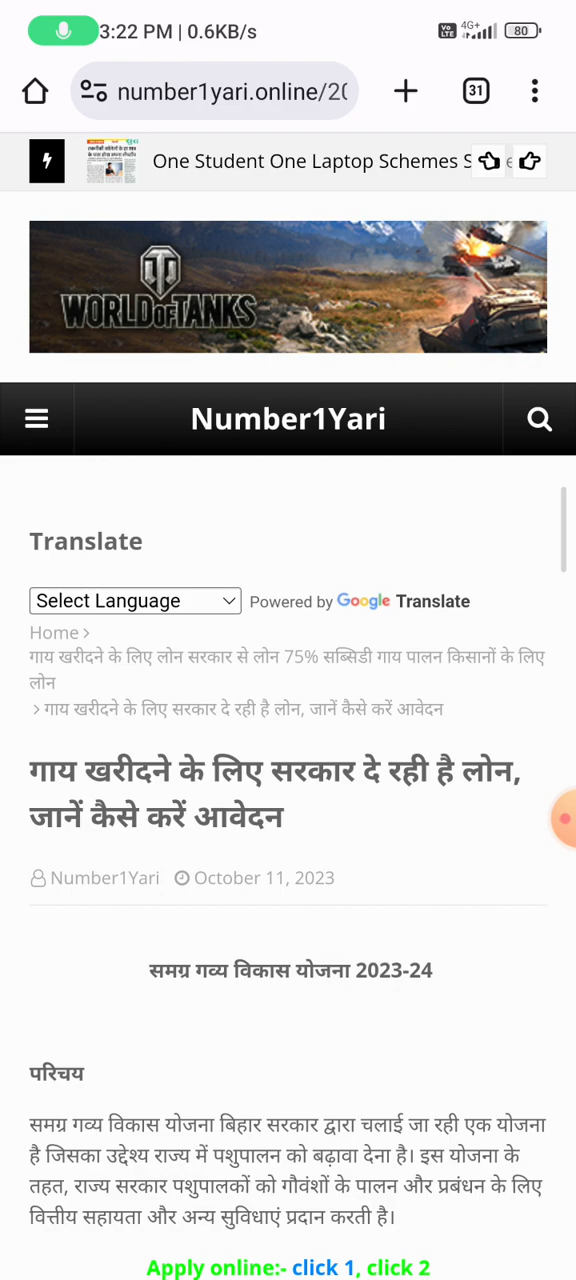 3:22 PM | 0.6KB/s
Vo LTE 4G+ 80
number1yari.online/20
31
One Student One Laptop Schemes S
WORLD OF TANKS
Number1Yari
Translate
Select Language Powered by Google Translate
Home >
गाय खरीदने के लिए लोन सरकार से लोन 75% सब्सिडी गाय पालन किसानों के लिए
लोन
> गाय खरीदने के लिए सरकार दे रही है लोन, जानें कैसे करें आवेदन
गाय खरीदने के लिए सरकार दे रही है लोन,
जानें कैसे करें आवेदन
Number1Yari October 11, 2023
समग्र गव्य विकास योजना 2023-24
परिचय
समग्र गव्य विकास योजना बिहार सरकार द्वारा चलाई जा रही एक योजना
है जिसका उद्देश्य राज्य में पशुपालन को बढ़ावा देना है। इस योजना के
तहत, राज्य सरकार पशुपालकों को गौवंशों के पालन और प्रबंधन के लिए
वित्तीय सहायता और अन्य सुविधाएं प्रदान करती है।
Apply online:- click 1, click 2